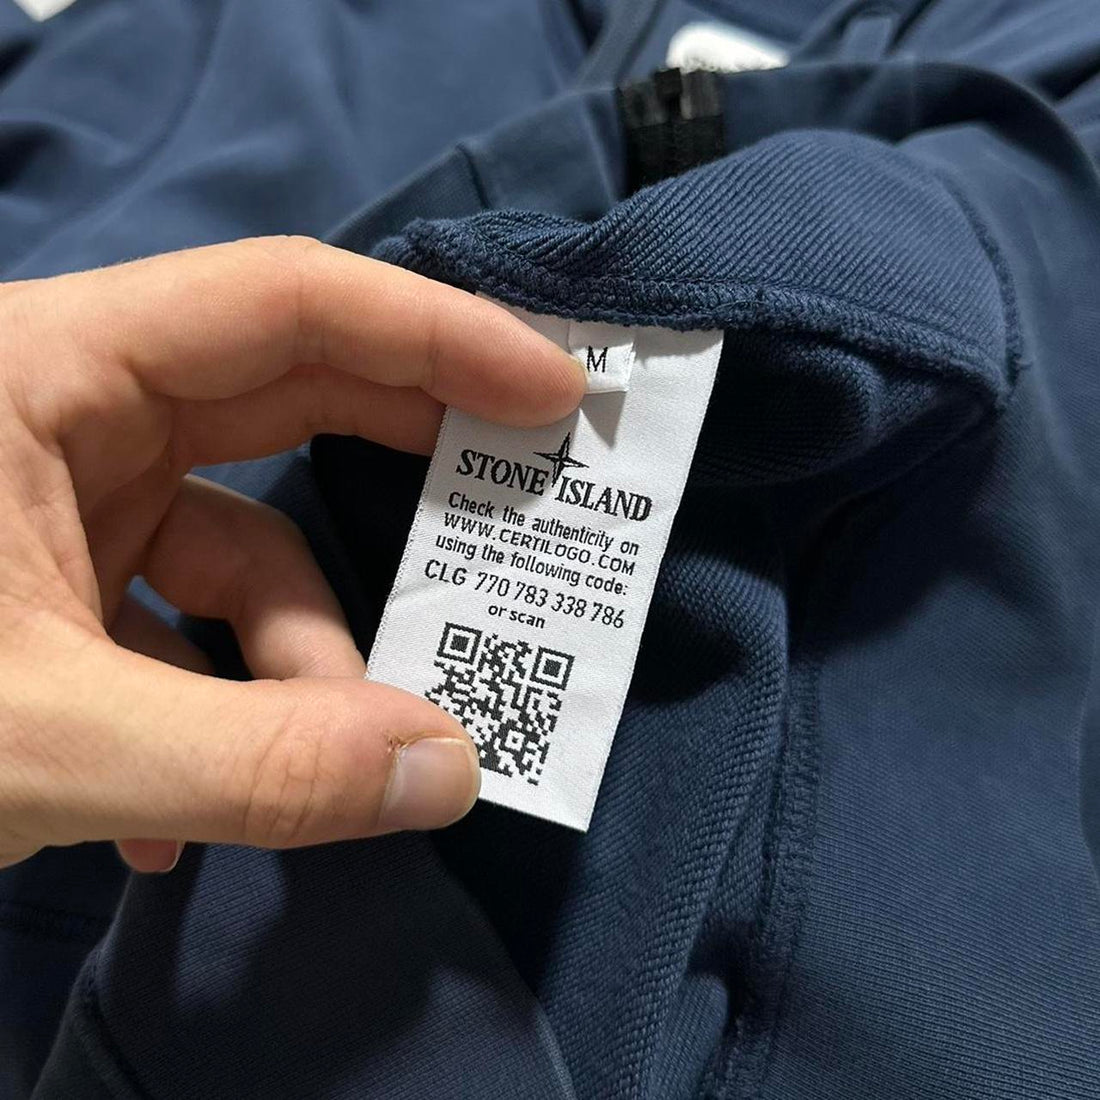 M
STONE ISLAND
Check the authenticity on
WWW.CERTILOGO.COM
using the following code:
CLG 770 783 338 786
or scan